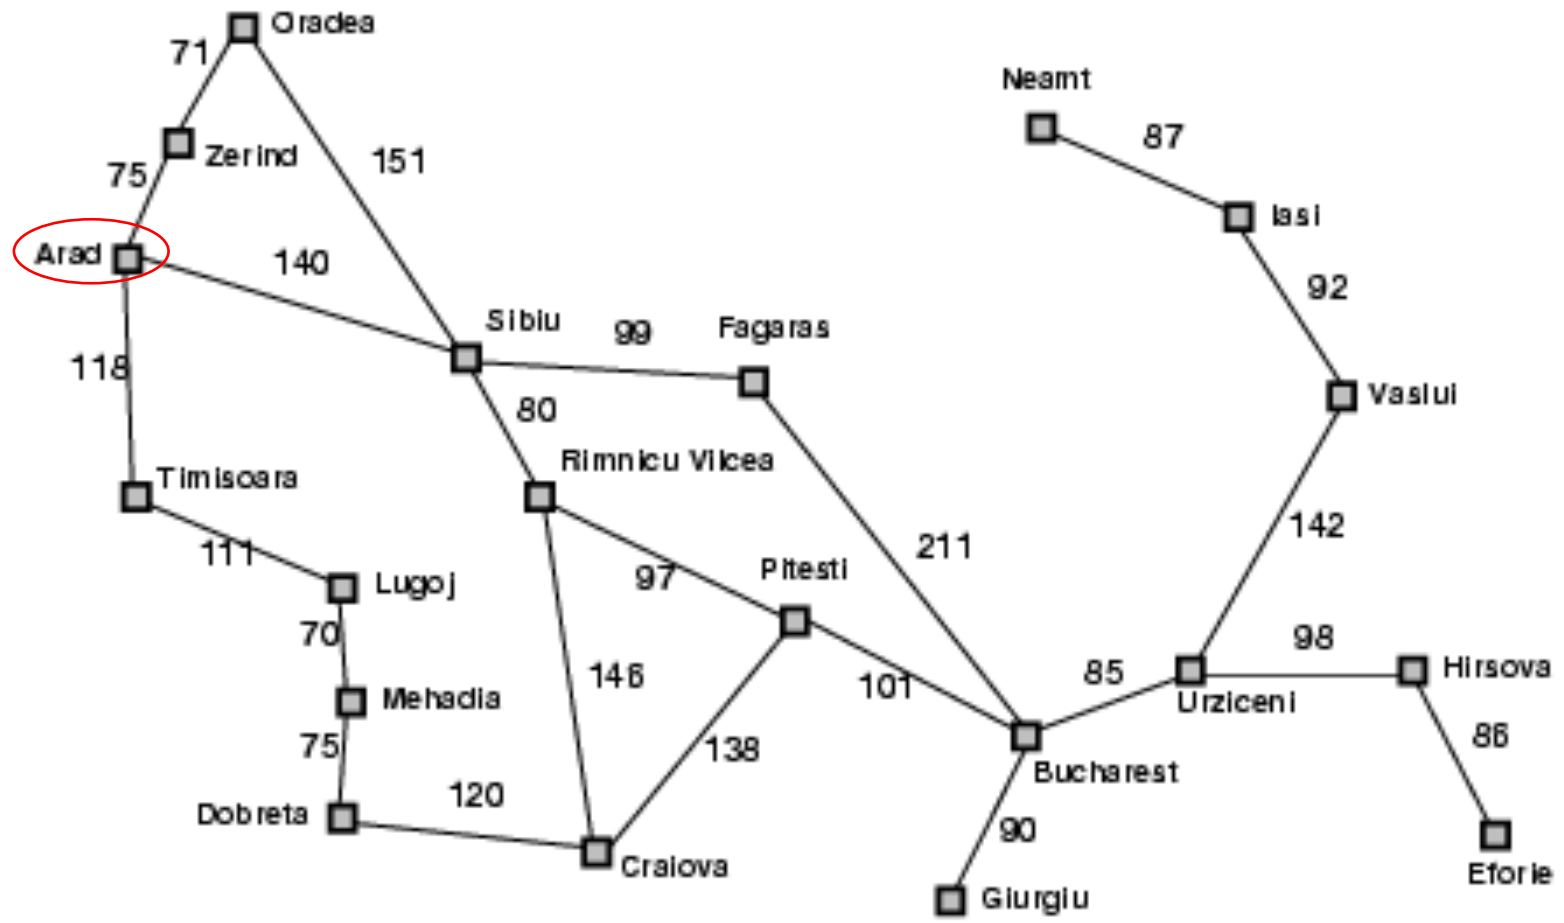 Oradea
71
Neamt
87
Zerind
151
75
Iasi
Arad
140
92
Sibiu
99
Fagaras
118
80
Vaslui
Rimnicu Vilcea
Timisoara
142
111
211
Pitesti
97
Lugoj
70
98
Hirsova
146
101
85
Urziceni
Mehadia
75
138
86
Bucharest
120
Dobreta
90
Craiova
Eforie
Giurgiu